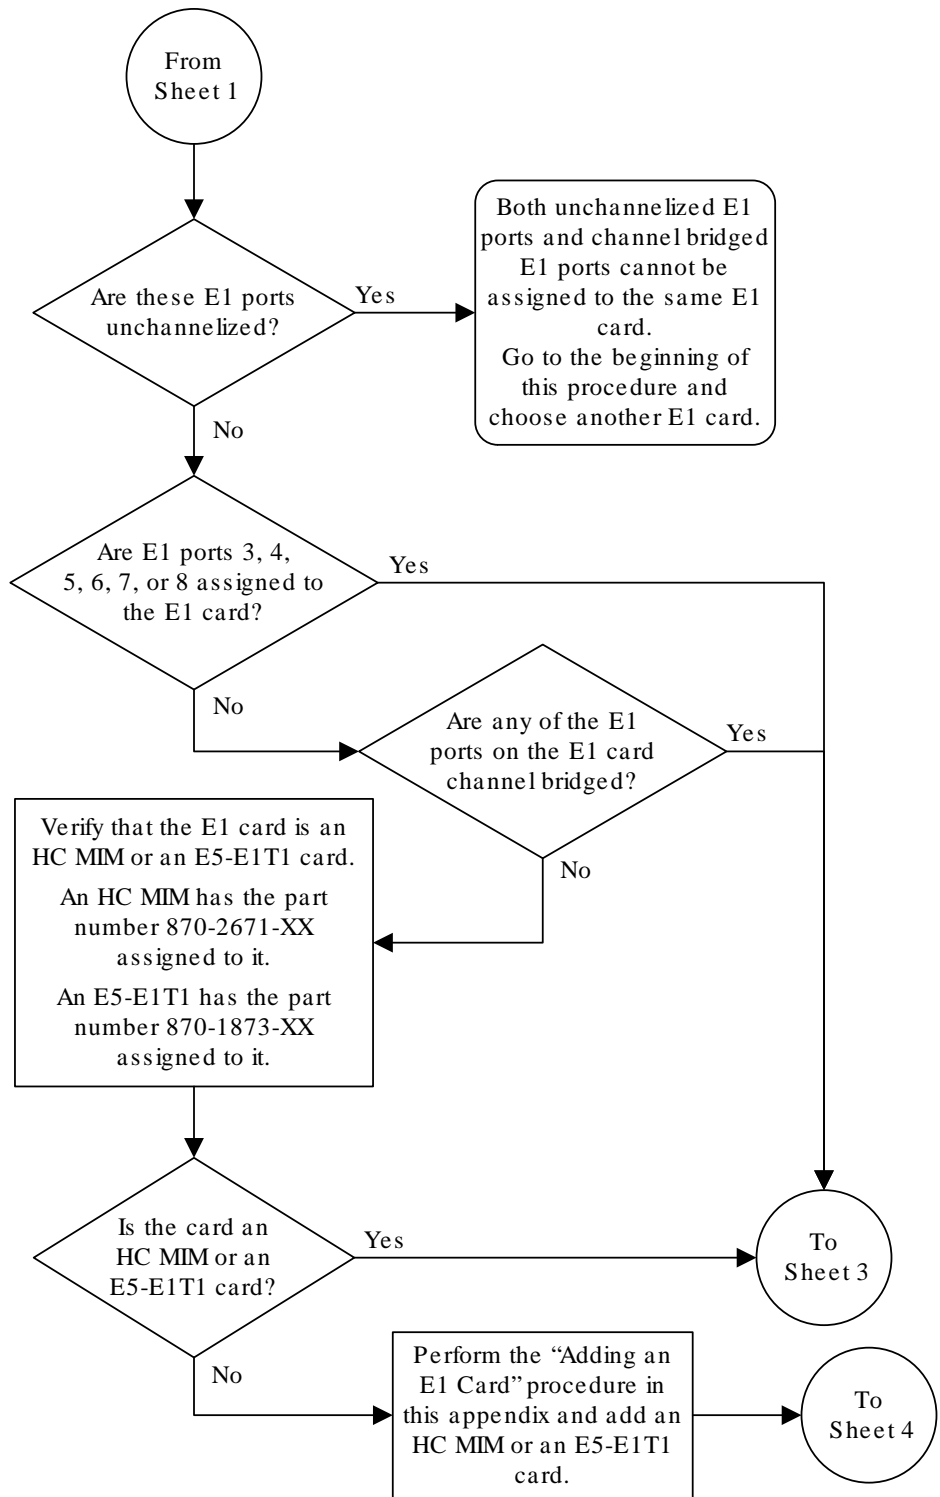 From
Sheet 1
Are these E1 ports
unchannelized?
Yes
Both unchannelized E1
ports and channel bridged
E1 ports cannot be
assigned to the same E1
card.
Go to the beginning of
this procedure and
choose another E1 card.
No
Are E1 ports 3, 4,
5, 6, 7, or 8 assigned to
the E1 card?
Yes
No
Are any of the E1
ports on the E1 card
channel bridged?
Yes
No
Verify that the E1 card is an
HC MIM or an E5-E1T1 card.
An HC MIM has the part
number 870-2671-XX
assigned to it.
An E5-E1T1 has the part
number 870-1873-XX
assigned to it.
Is the card an
HC MIM or an
E5-E1T1 card?
Yes
To
Sheet 3
No
Perform the “Adding an
E1 Card” procedure in
this appendix and add an
HC MIM or an E5-E1T1
card.
To
Sheet 4